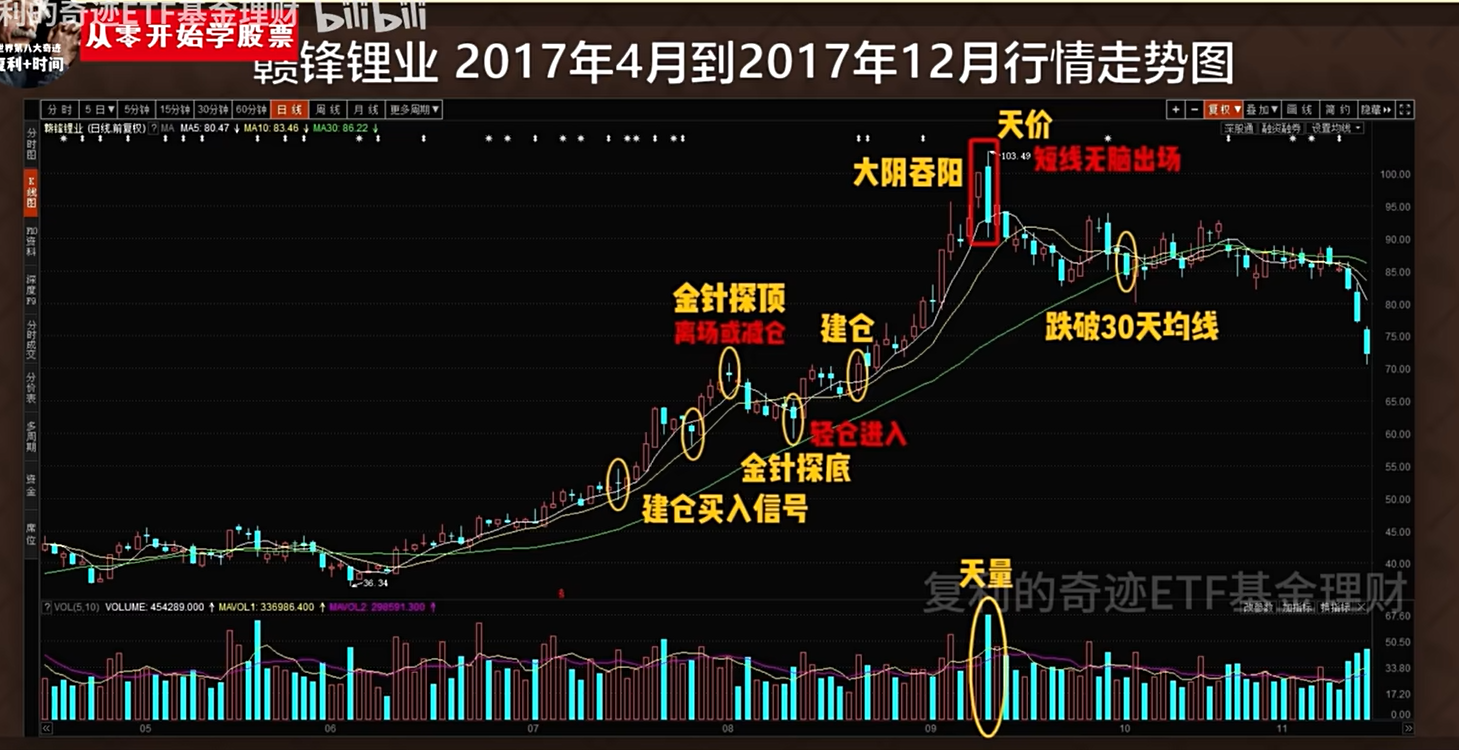 利的奇迹ETF基金理财 bilibili
从零开始学股票
世界第八大奇迹
复利+时间
赣锋锂业 2017年4月到2017年12月行情走势图
分时 5日▼ 5分钟 15分钟 30分钟 60分钟 日线 周线 月线 更多周期▼
+ − 复权▼ 叠加▼ 画线 简约 隐藏
赣锋锂业 (日线.前复权) ? MA MA5: 80.47 ↓ MA10: 83.46 ↓ MA30: 86.22 ↓
深股通 融资融券 设置均线
分时图
K线图
F10资料
深度F9
分时成交
分价表
多周期
资金
席位
天价
103.49
短线无脑出场
大阴吞阳
100.00
95.00
90.00
85.00
80.00
75.00
70.00
65.00
60.00
55.00
50.00
45.00
40.00
金针探顶
离场或减仓
建仓
跌破30天均线
轻仓进入
金针探底
建仓买入信号
36.34
天量
复利的奇迹ETF基金理财
? VOL(5,10) VOLUME: 454289.000 ↑ MAVOL1: 336986.400 ↑ MAVOL2: 298591.300 ↑
改参数 加指标 换指标 ×
67.60
50.50
33.80
17.20
0.00
05 06 07 08 09 10 11